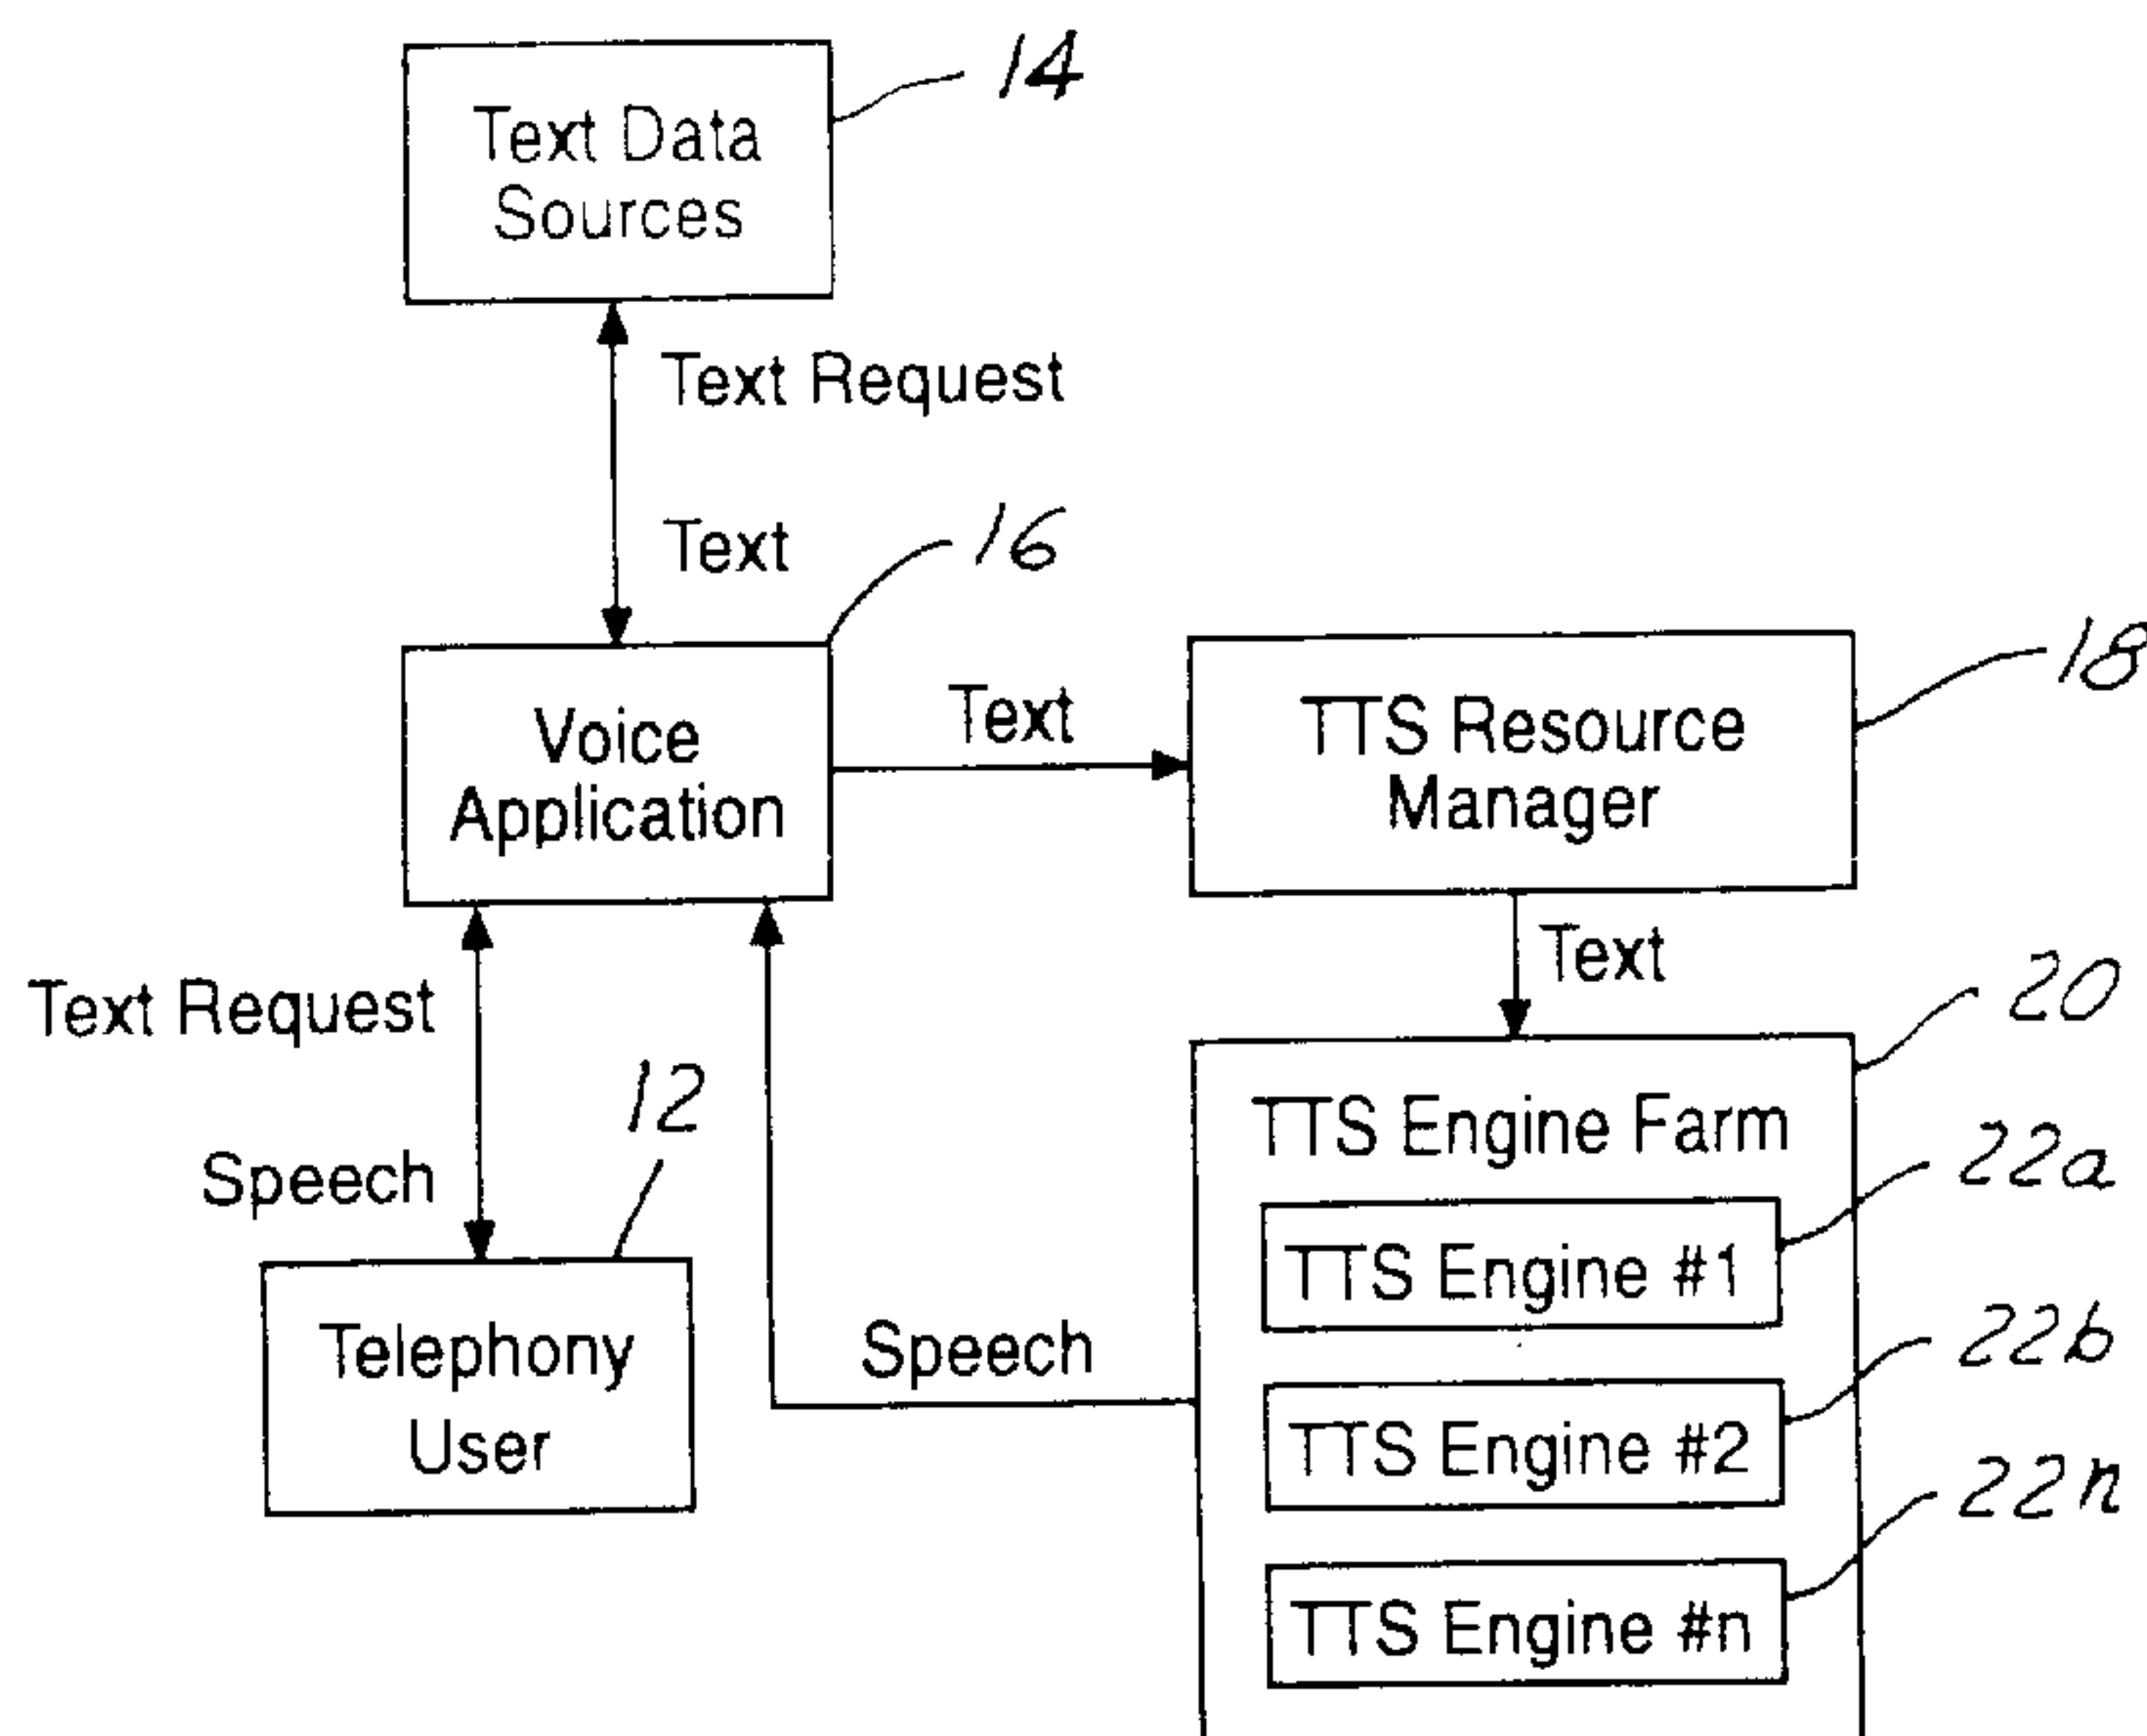 14
Text Data
Sources
Text Request
Text
16
Voice
Application
Text
TTS Resource
Manager
18
Text
Text Request
Speech
12
Telephony
User
Speech
20
TTS Engine Farm
22a
TTS Engine #1
22b
TTS Engine #2
22n
TTS Engine #n